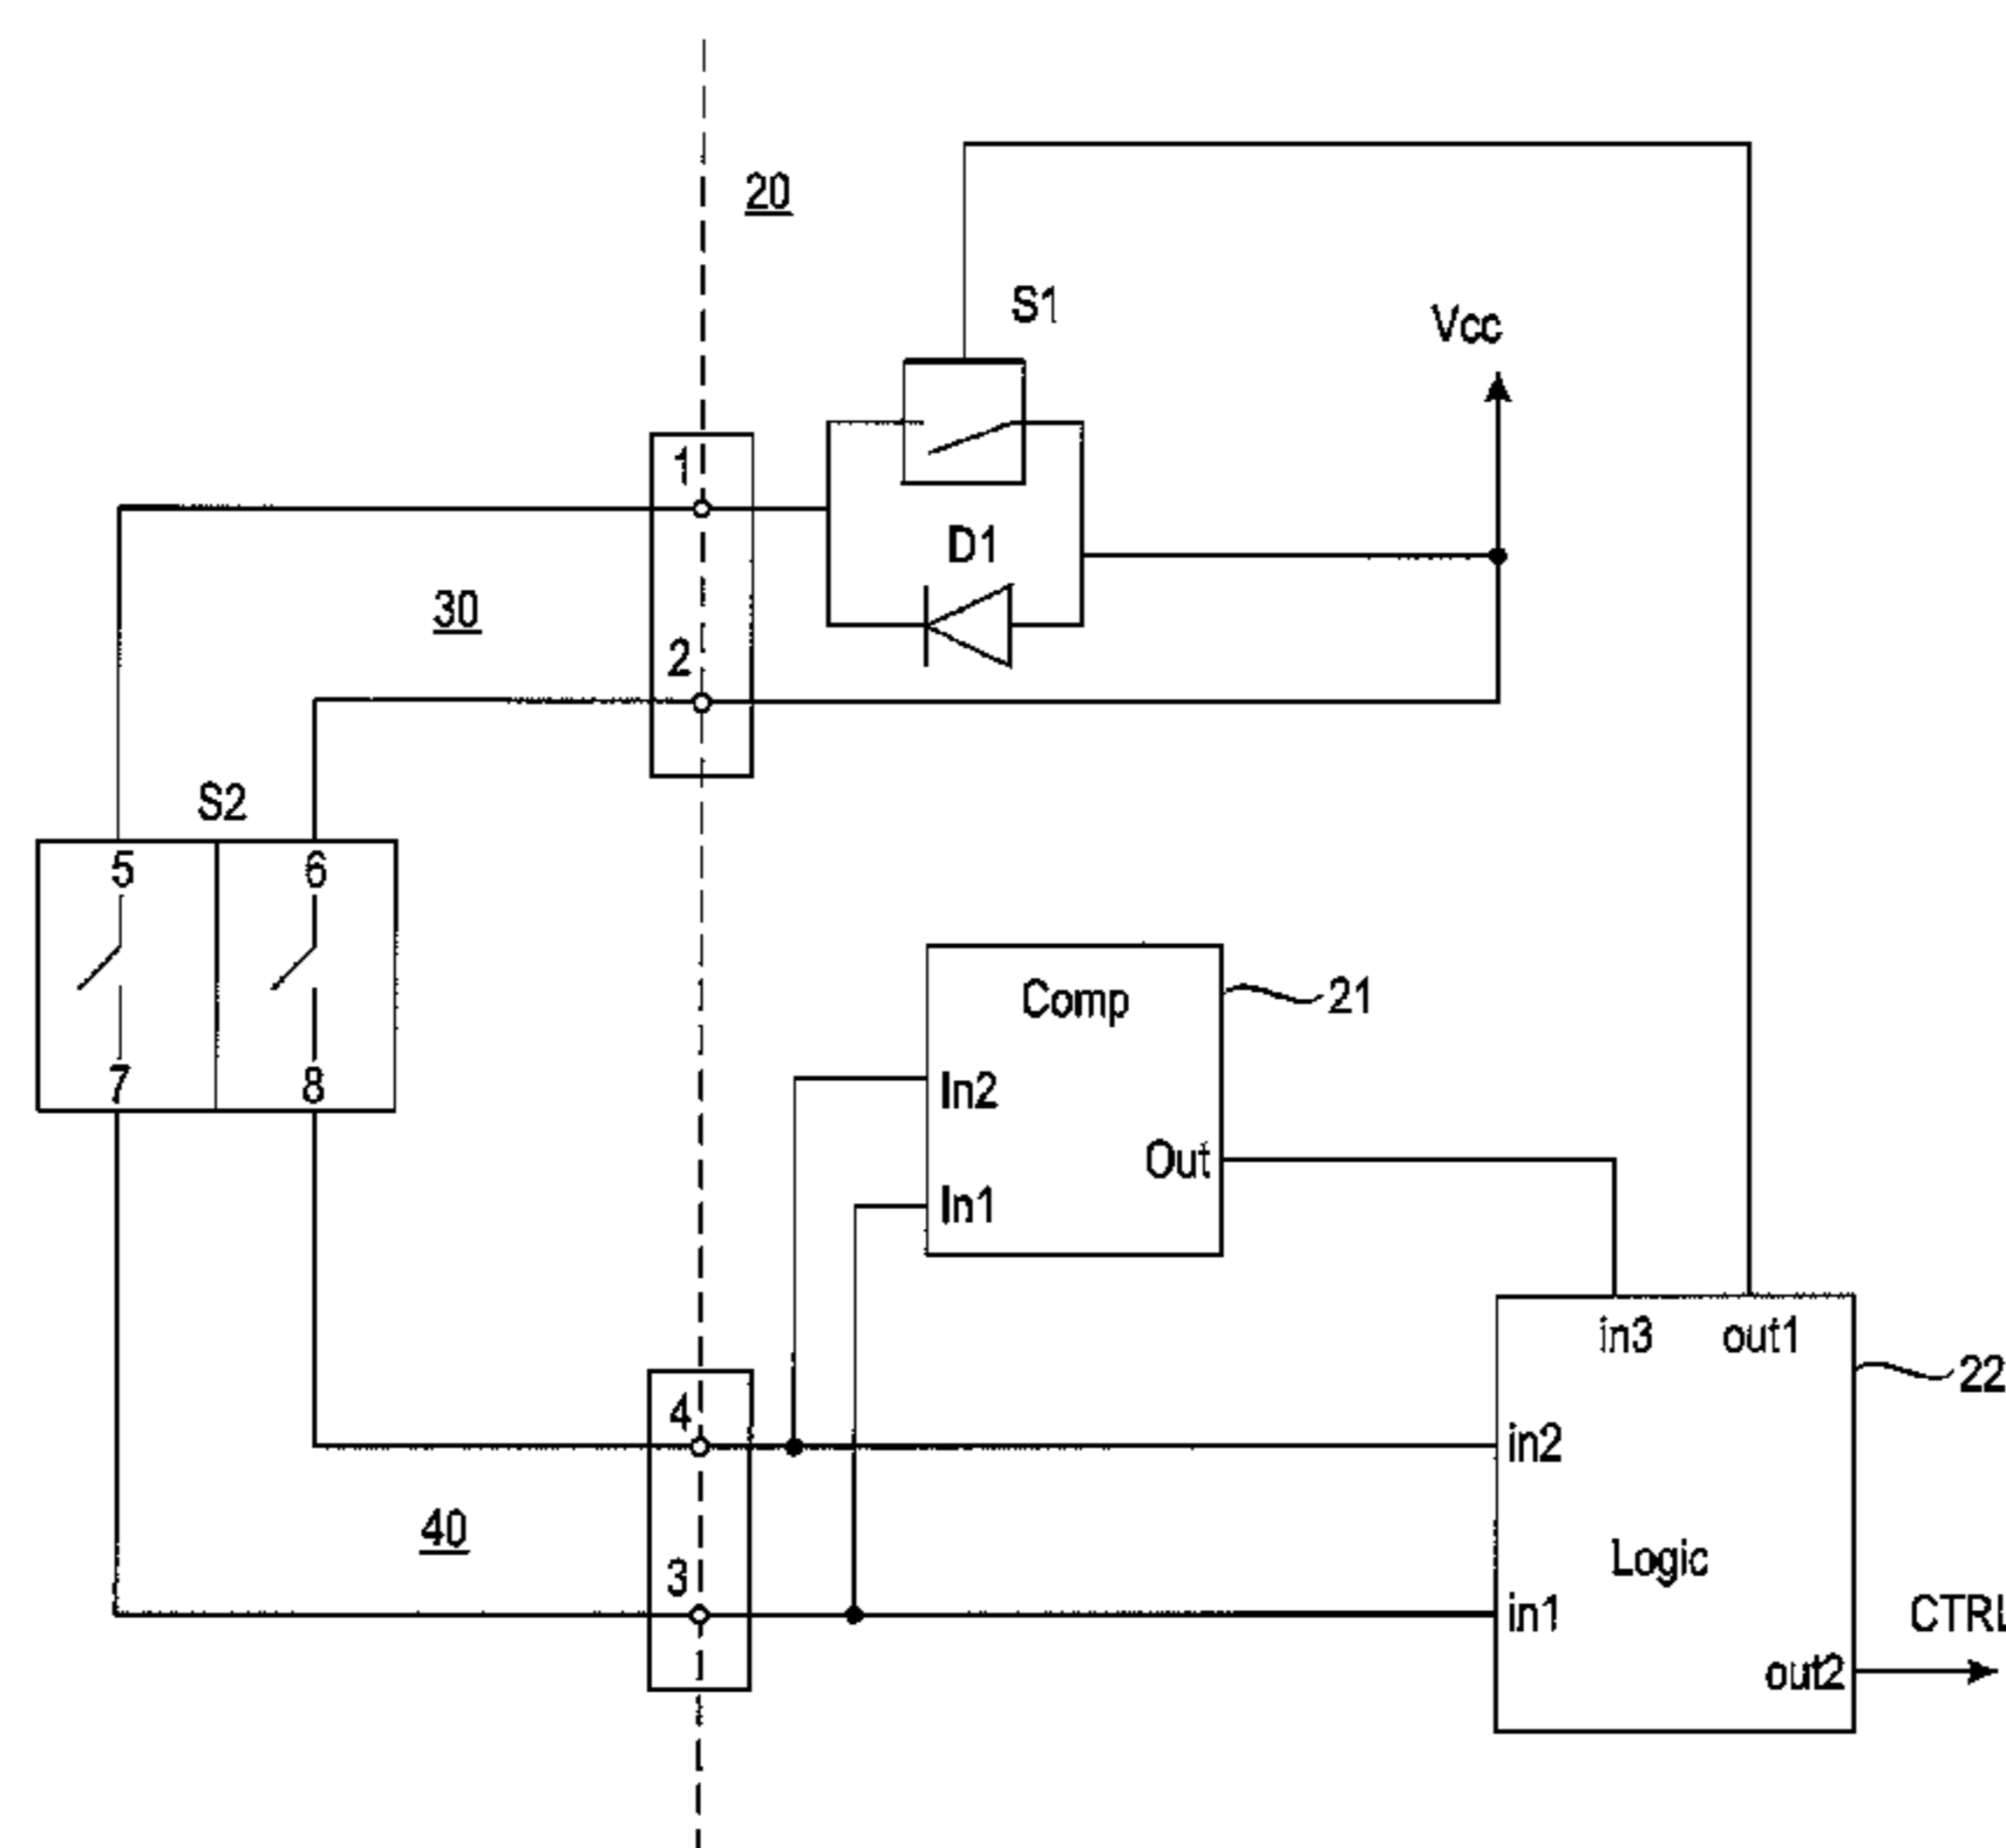 20
S1
Vcc
1
D1
30
2
S2
5 6
7 8
Comp
21
In2
Out
In1
in3 out1
22
4
in2
40
Logic
3
in1
CTRL
out2